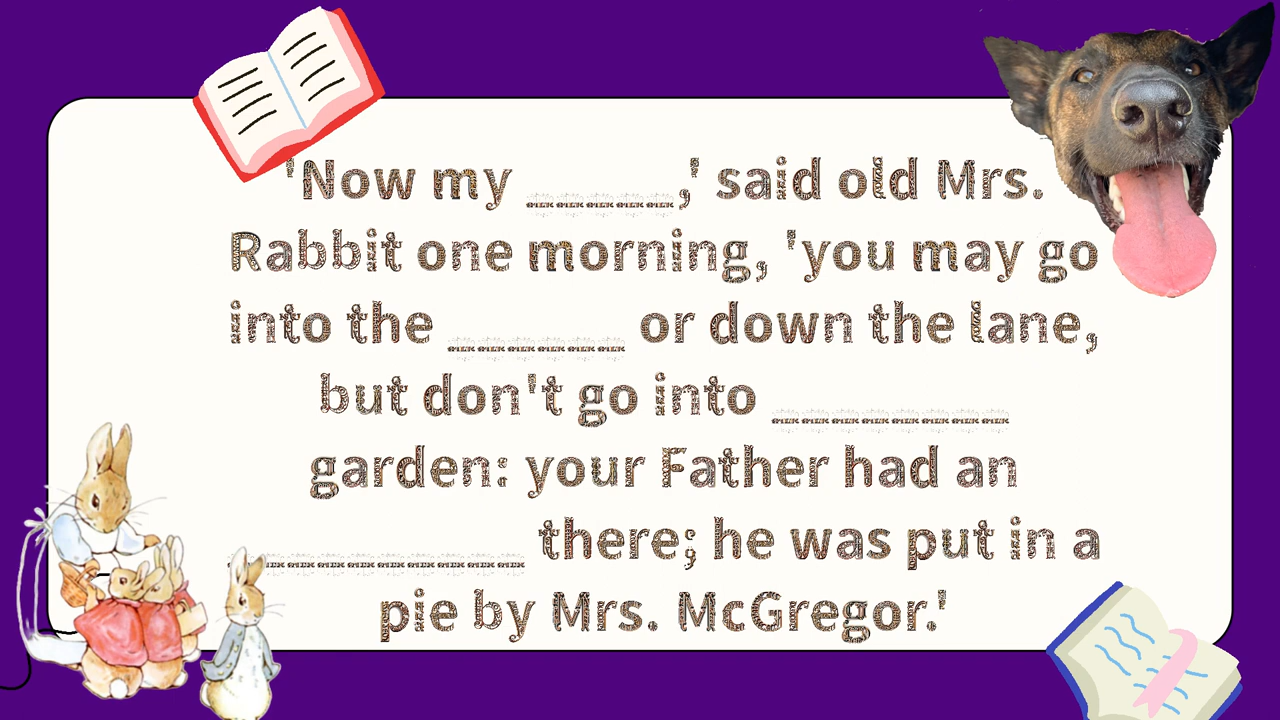 'Now my _____,' said old Mrs.
Rabbit one morning, 'you may go
into the ______ or down the lane,
but don't go into ________
garden: your Father had an
__________ there; he was put in a
pie by Mrs. McGregor.'